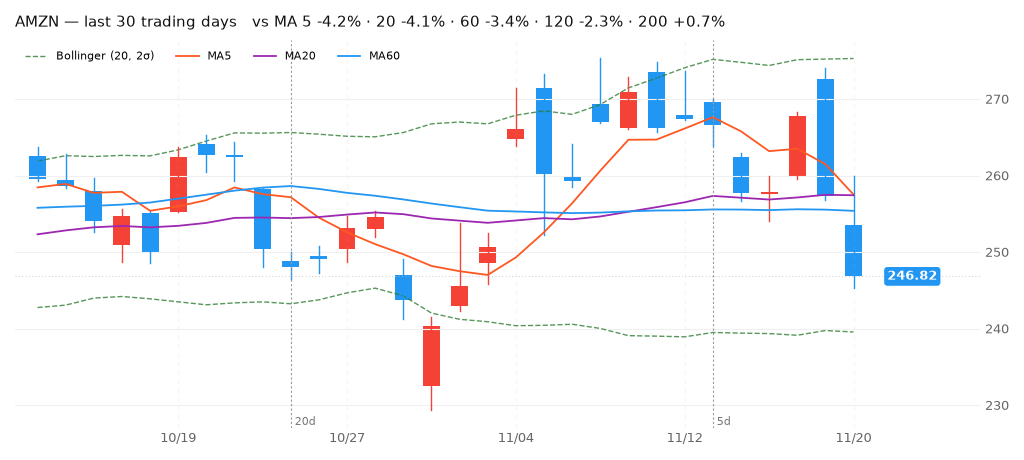 AMZN — last 30 trading days vs MA 5 -4.2% · 20 -4.1% · 60 -3.4% · 120 -2.3% · 200 +0.7%
Bollinger (20, 2σ) MA5 MA20 MA60
270
260
250
246.82
240
230
20d 5d
10/19 10/27 11/04 11/12 11/20